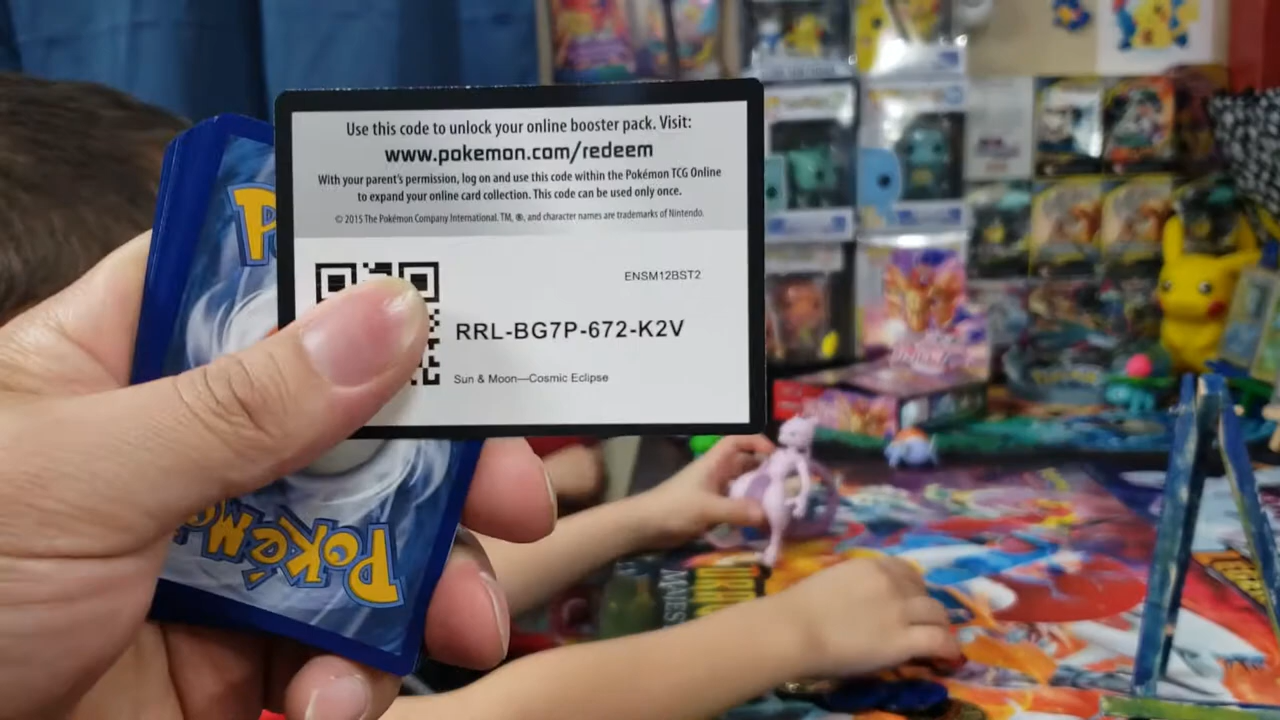 Use this code to unlock your online booster pack. Visit:
www.pokemon.com/redeem
With your parent's permission, log on and use this code within the Pokémon TCG Online
to expand your online card collection. This code can be used only once.
© 2015 The Pokémon Company International. TM, ®, and character names are trademarks of Nintendo.
ENSM12BST2
RRL-BG7P-672-K2V
Sun & Moon—Cosmic Eclipse
POKéMO